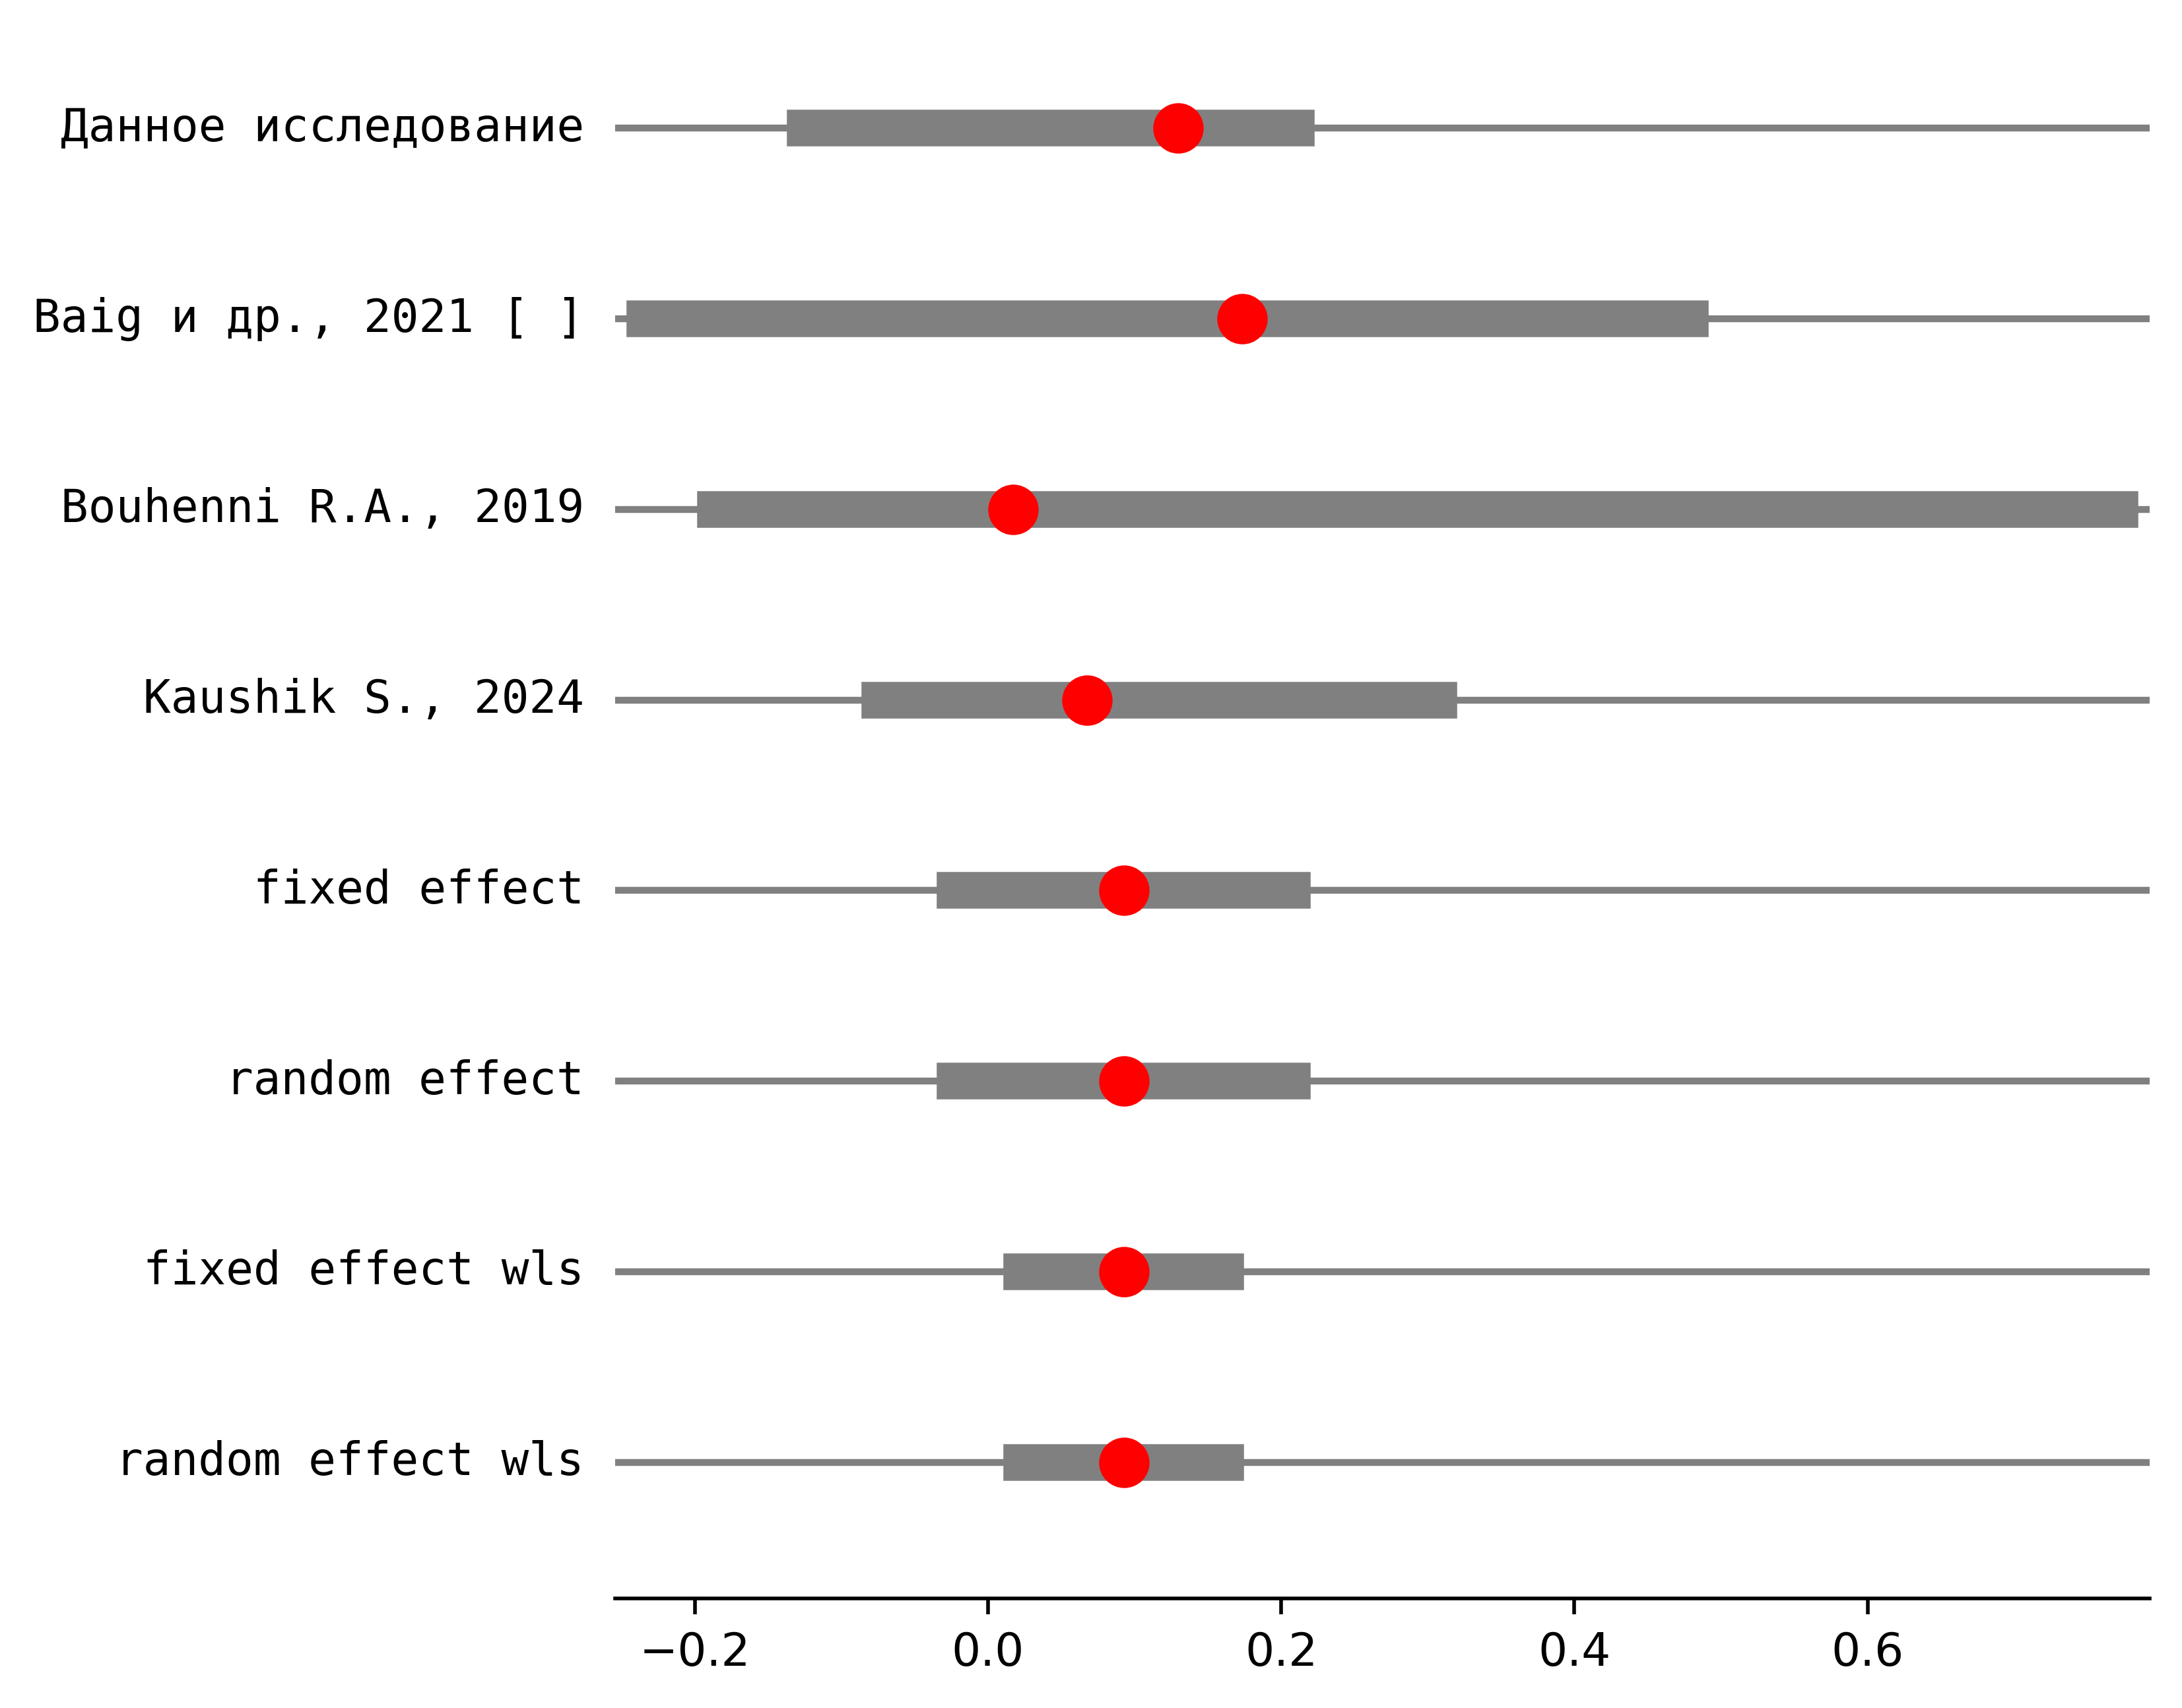 Данное исследование
Baig и др., 2021 [ ]
Bouhenni R.A., 2019
Kaushik S., 2024
fixed effect
random effect
fixed effect wls
random effect wls
−0.2 0.0 0.2 0.4 0.6